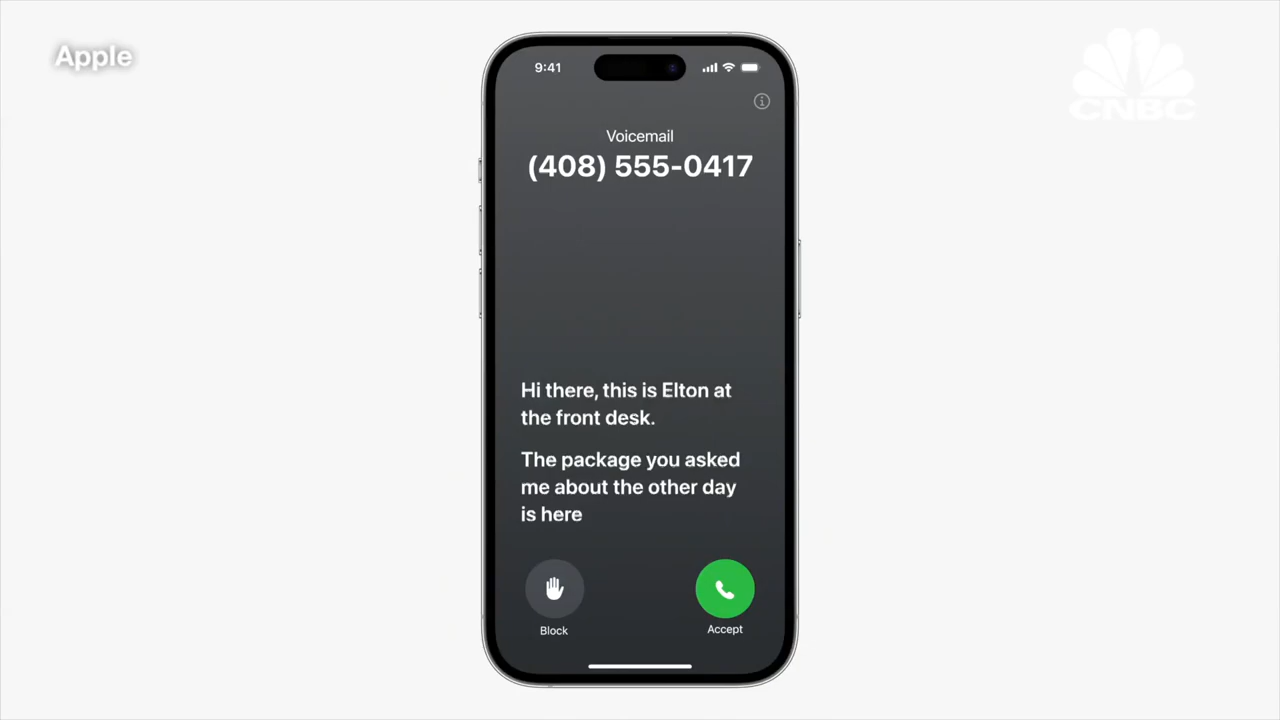 Apple
CNBC
9:41
Voicemail
(408) 555-0417
Hi there, this is Elton at
the front desk.
The package you asked
me about the other day
is here
Block
Accept